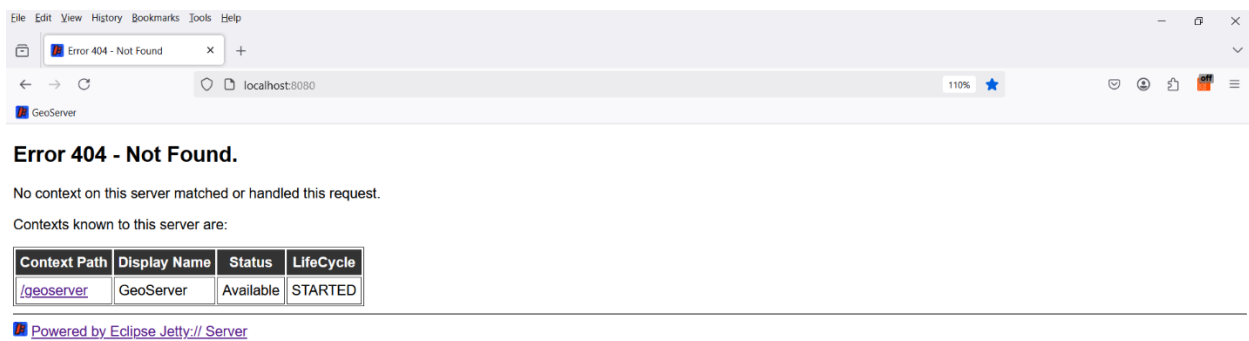 File Edit View History Bookmarks Tools Help
Error 404 - Not Found
localhost:8080 110% off
GeoServer
Error 404 - Not Found.
No context on this server matched or handled this request.
Contexts known to this server are:
Context Path Display Name Status LifeCycle
/geoserver GeoServer Available STARTED
Powered by Eclipse Jetty:// Server